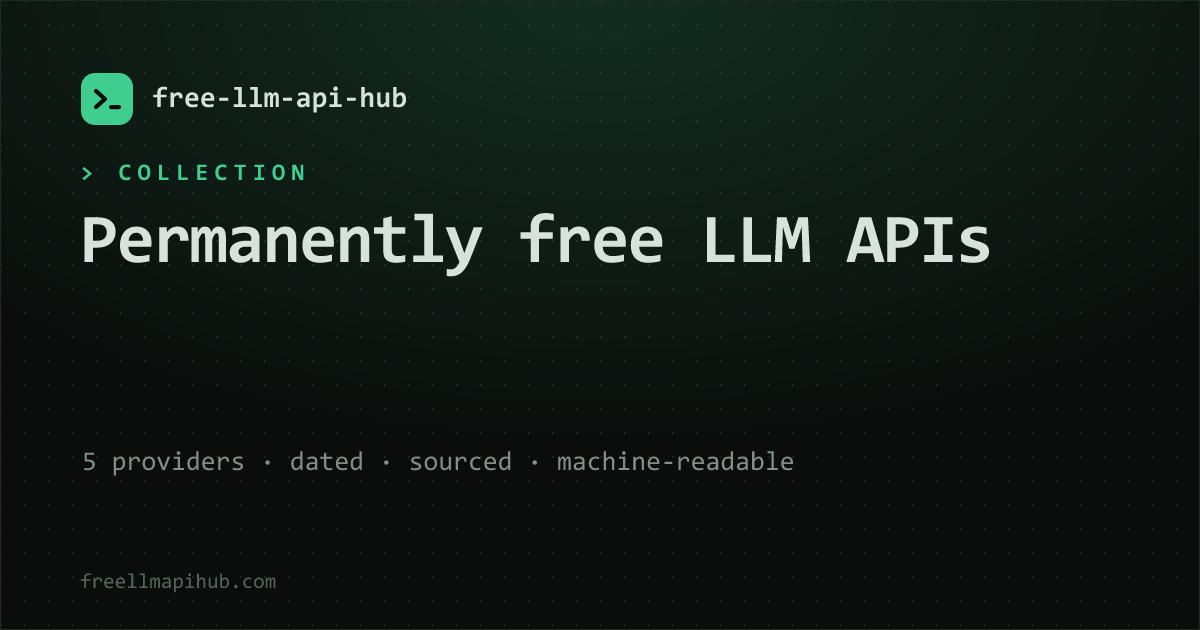 free-llm-api-hub
> COLLECTION
Permanently free LLM APIs
5 providers · dated · sourced · machine-readable
freellmapihub.com